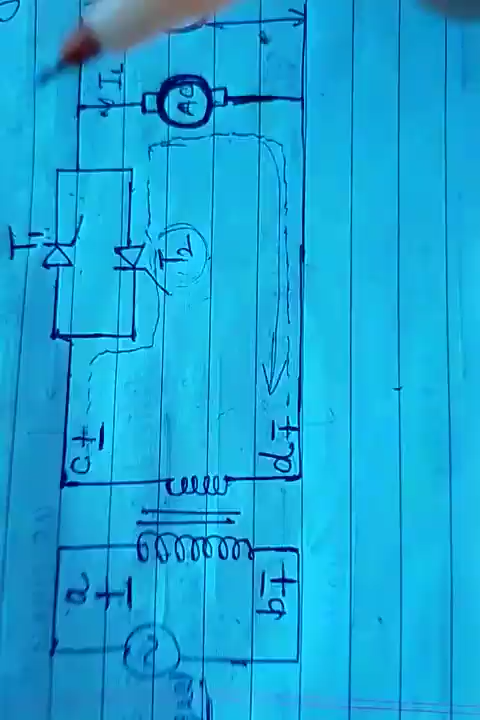 I₁
AC
T₁
T₂
c + −
d − +
a + −
b − +
~